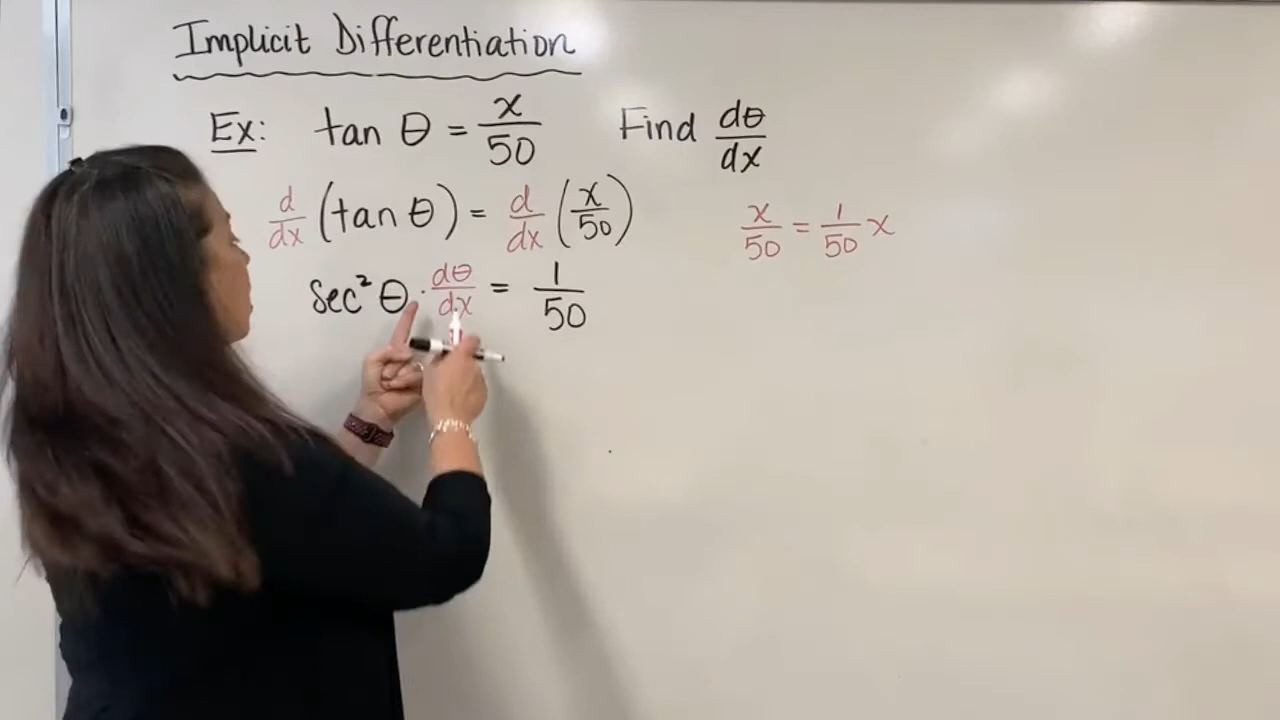 Implicit Differentiation
Ex: tan θ = x/50 Find dθ/dx
d/dx (tan θ) = d/dx (x/50)
x/50 = 1/50 x
sec² θ · dθ/dx = 1/50